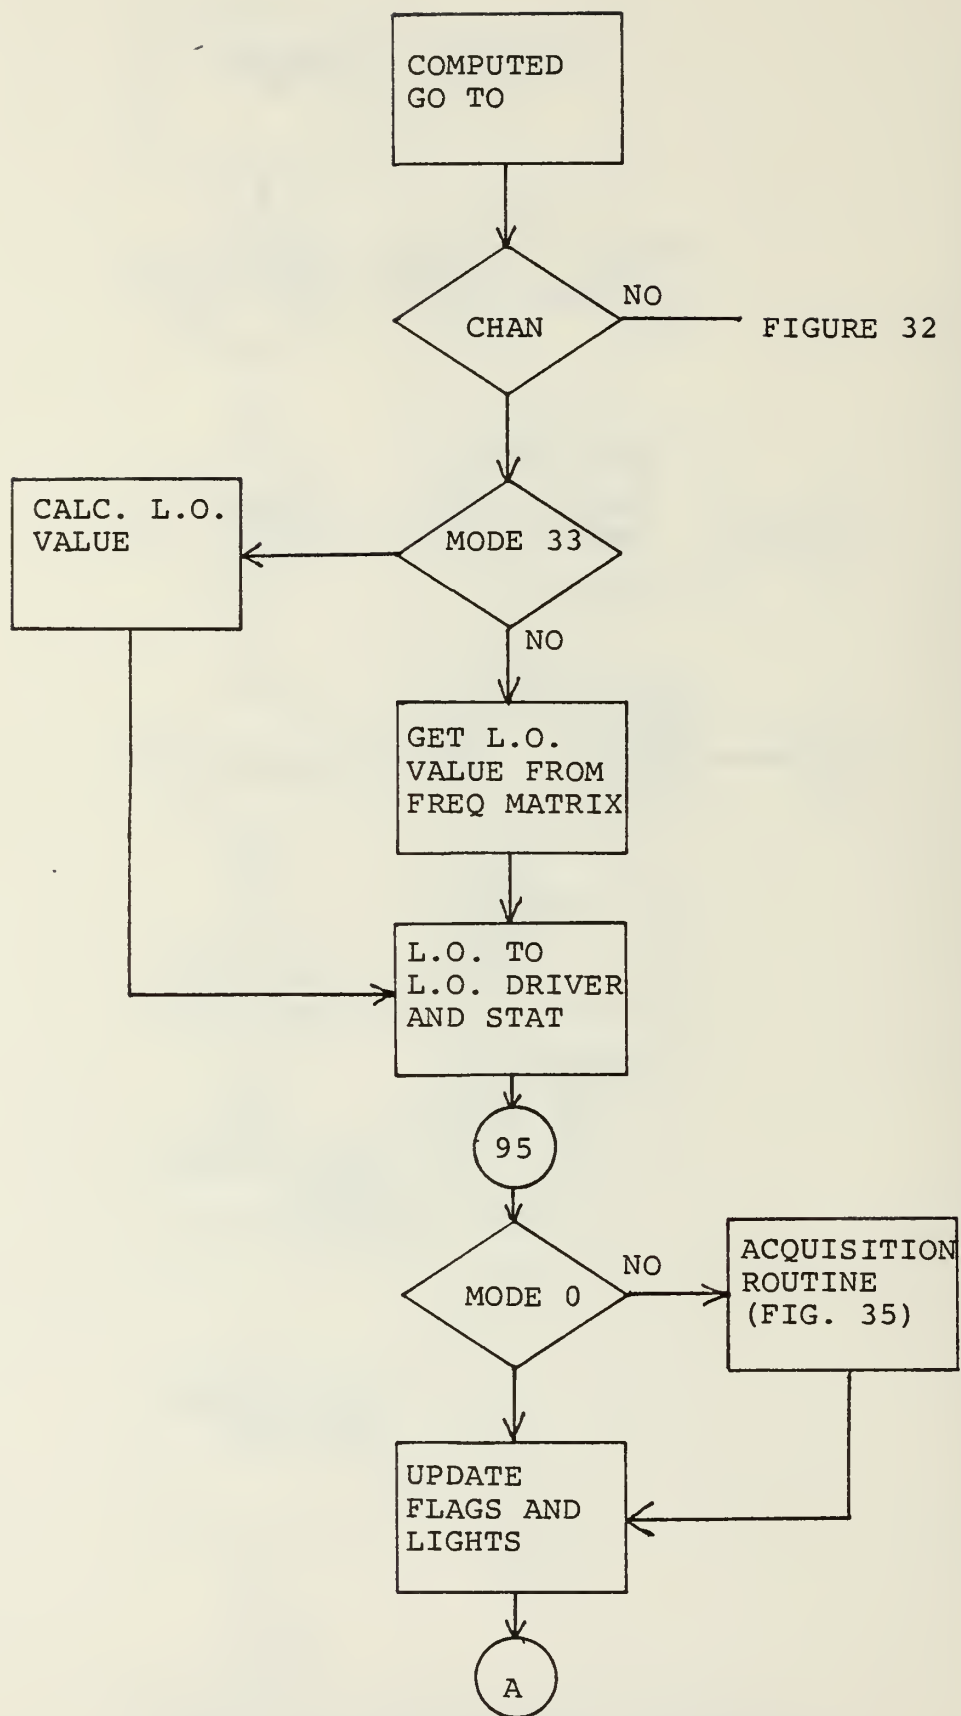 COMPUTED
GO TO
CHAN
NO
FIGURE 32
MODE 33
CALC. L.O.
VALUE
NO
GET L.O.
VALUE FROM
FREQ MATRIX
L.O. TO
L.O. DRIVER
AND STAT
95
MODE 0
NO
ACQUISITION
ROUTINE
(FIG. 35)
UPDATE
FLAGS AND
LIGHTS
A